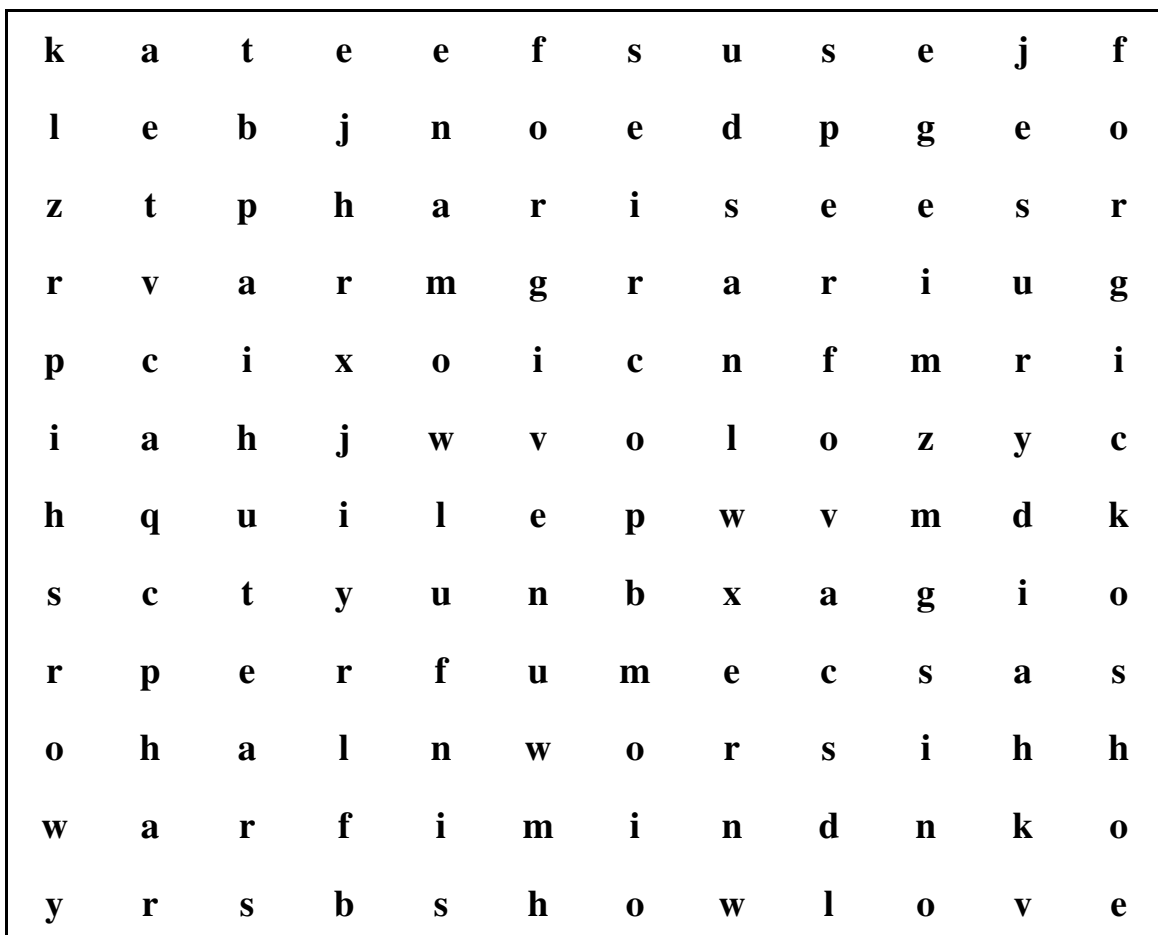 k a t e e f s u s e j f
l e b j n o e d p g e o
z t p h a r i s e e s r
r v a r m g r a r i u g
p c i x o i c n f m r i
i a h j w v o l o z y c
h q u i l e p w v m d k
s c t y u n b x a g i o
r p e r f u m e c s a s
o h a l n w o r s i h h
w a r f i m i n d n k o
y r s b s h o w l o v e